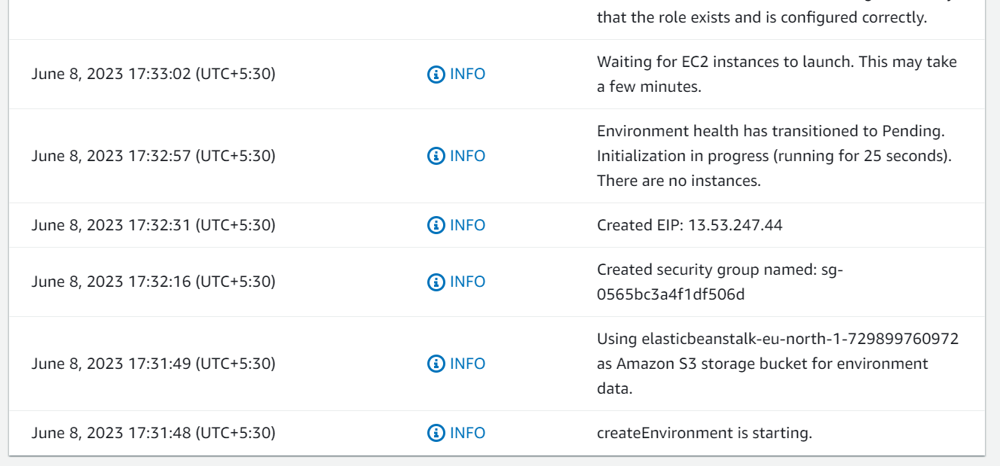 that the role exists and is configured correctly.
June 8, 2023 17:33:02 (UTC+5:30)
INFO
Waiting for EC2 instances to launch. This may take
a few minutes.
June 8, 2023 17:32:57 (UTC+5:30)
INFO
Environment health has transitioned to Pending.
Initialization in progress (running for 25 seconds).
There are no instances.
June 8, 2023 17:32:31 (UTC+5:30)
INFO
Created EIP: 13.53.247.44
June 8, 2023 17:32:16 (UTC+5:30)
INFO
Created security group named: sg-
0565bc3a4f1df506d
June 8, 2023 17:31:49 (UTC+5:30)
INFO
Using elasticbeanstalk-eu-north-1-729899760972
as Amazon S3 storage bucket for environment
data.
June 8, 2023 17:31:48 (UTC+5:30)
INFO
createEnvironment is starting.